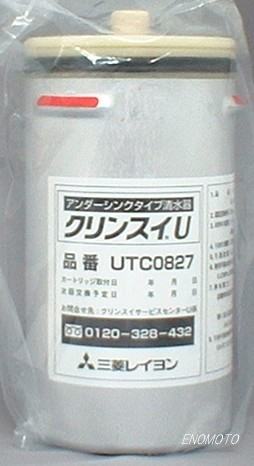 アンダーシンクタイプ清水器
クリンスイU
品番 UTC0827
カートリッジ取付日 年 月 日
次回交換予定日 年 月 日
お問合せ先:クリンスイサービスセンターU係
0120-328-432
三菱レイヨン
ENOMOTO